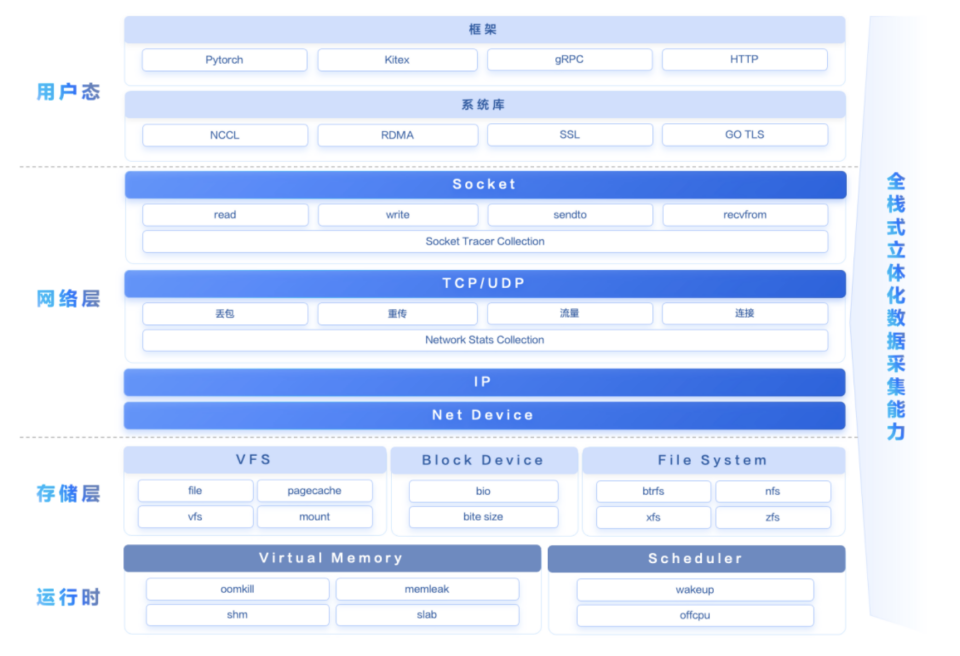 用户态
框架
Pytorch
Kitex
gRPC
HTTP
系统库
NCCL
RDMA
SSL
GO TLS
网络层
Socket
read
write
sendto
recvfrom
Socket Tracer Collection
TCP/UDP
丢包
重传
流量
连接
Network Stats Collection
IP
Net Device
存储层
VFS
file
pagecache
vfs
mount
Block Device
bio
bite size
File System
btrfs
nfs
xfs
zfs
运行时
Virtual Memory
oomkill
memleak
shm
slab
Scheduler
wakeup
offcpu
全栈式立体化数据采集能力